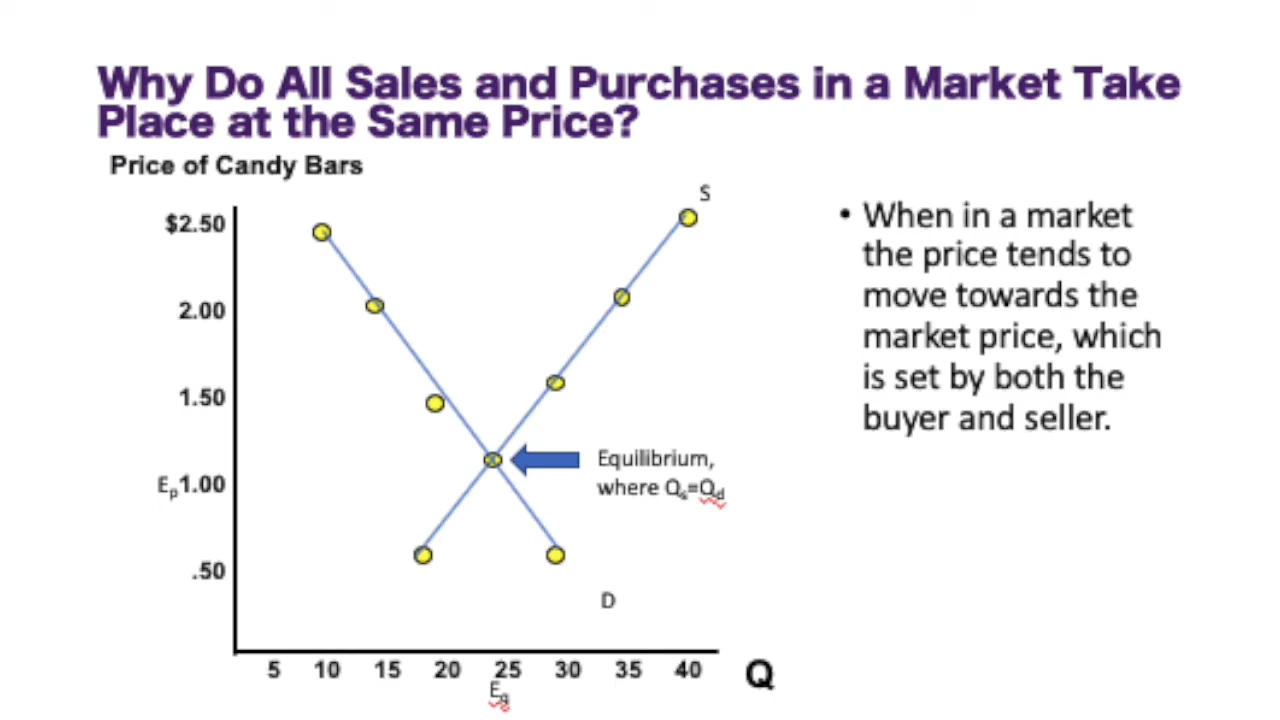 Why Do All Sales and Purchases in a Market Take
Place at the Same Price?
Price of Candy Bars
S
$2.50
2.00
1.50
Ep1.00
.50
Equilibrium,
where Qs=Qd
D
5 10 15 20 25 30 35 40 Q
Eq
• When in a market
the price tends to
move towards the
market price, which
is set by both the
buyer and seller.